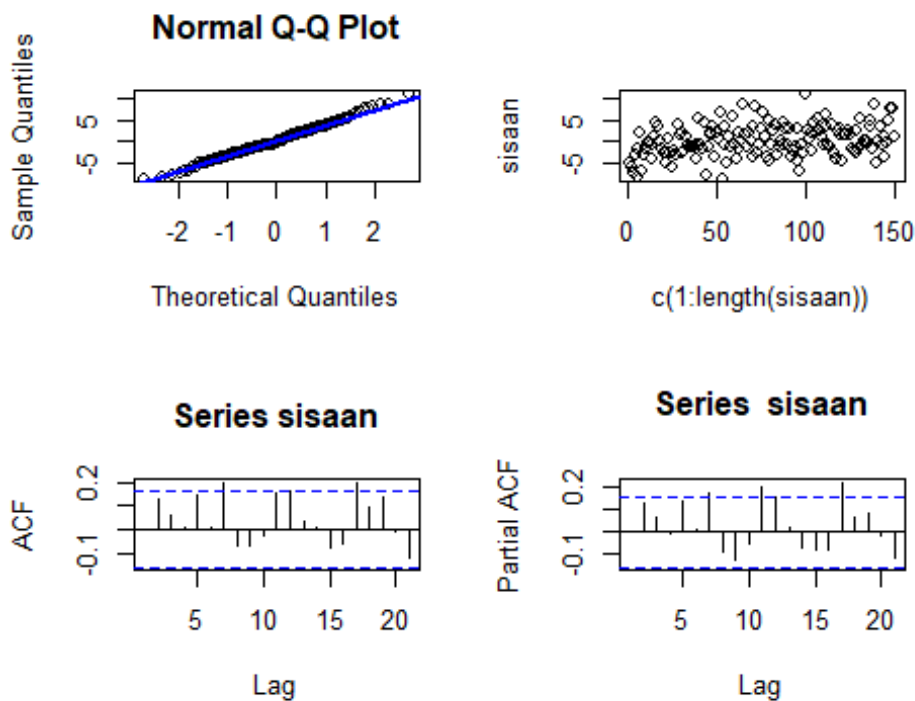 Normal Q-Q Plot
Sample Quantiles
5
-5
-2 -1 0 1 2
Theoretical Quantiles
sisaan
5
-5
0 50 100 150
c(1:length(sisaan))
Series sisaan
ACF
0.2
-0.1
5 10 15 20
Lag
Series sisaan
Partial ACF
0.2
-0.1
5 10 15 20
Lag